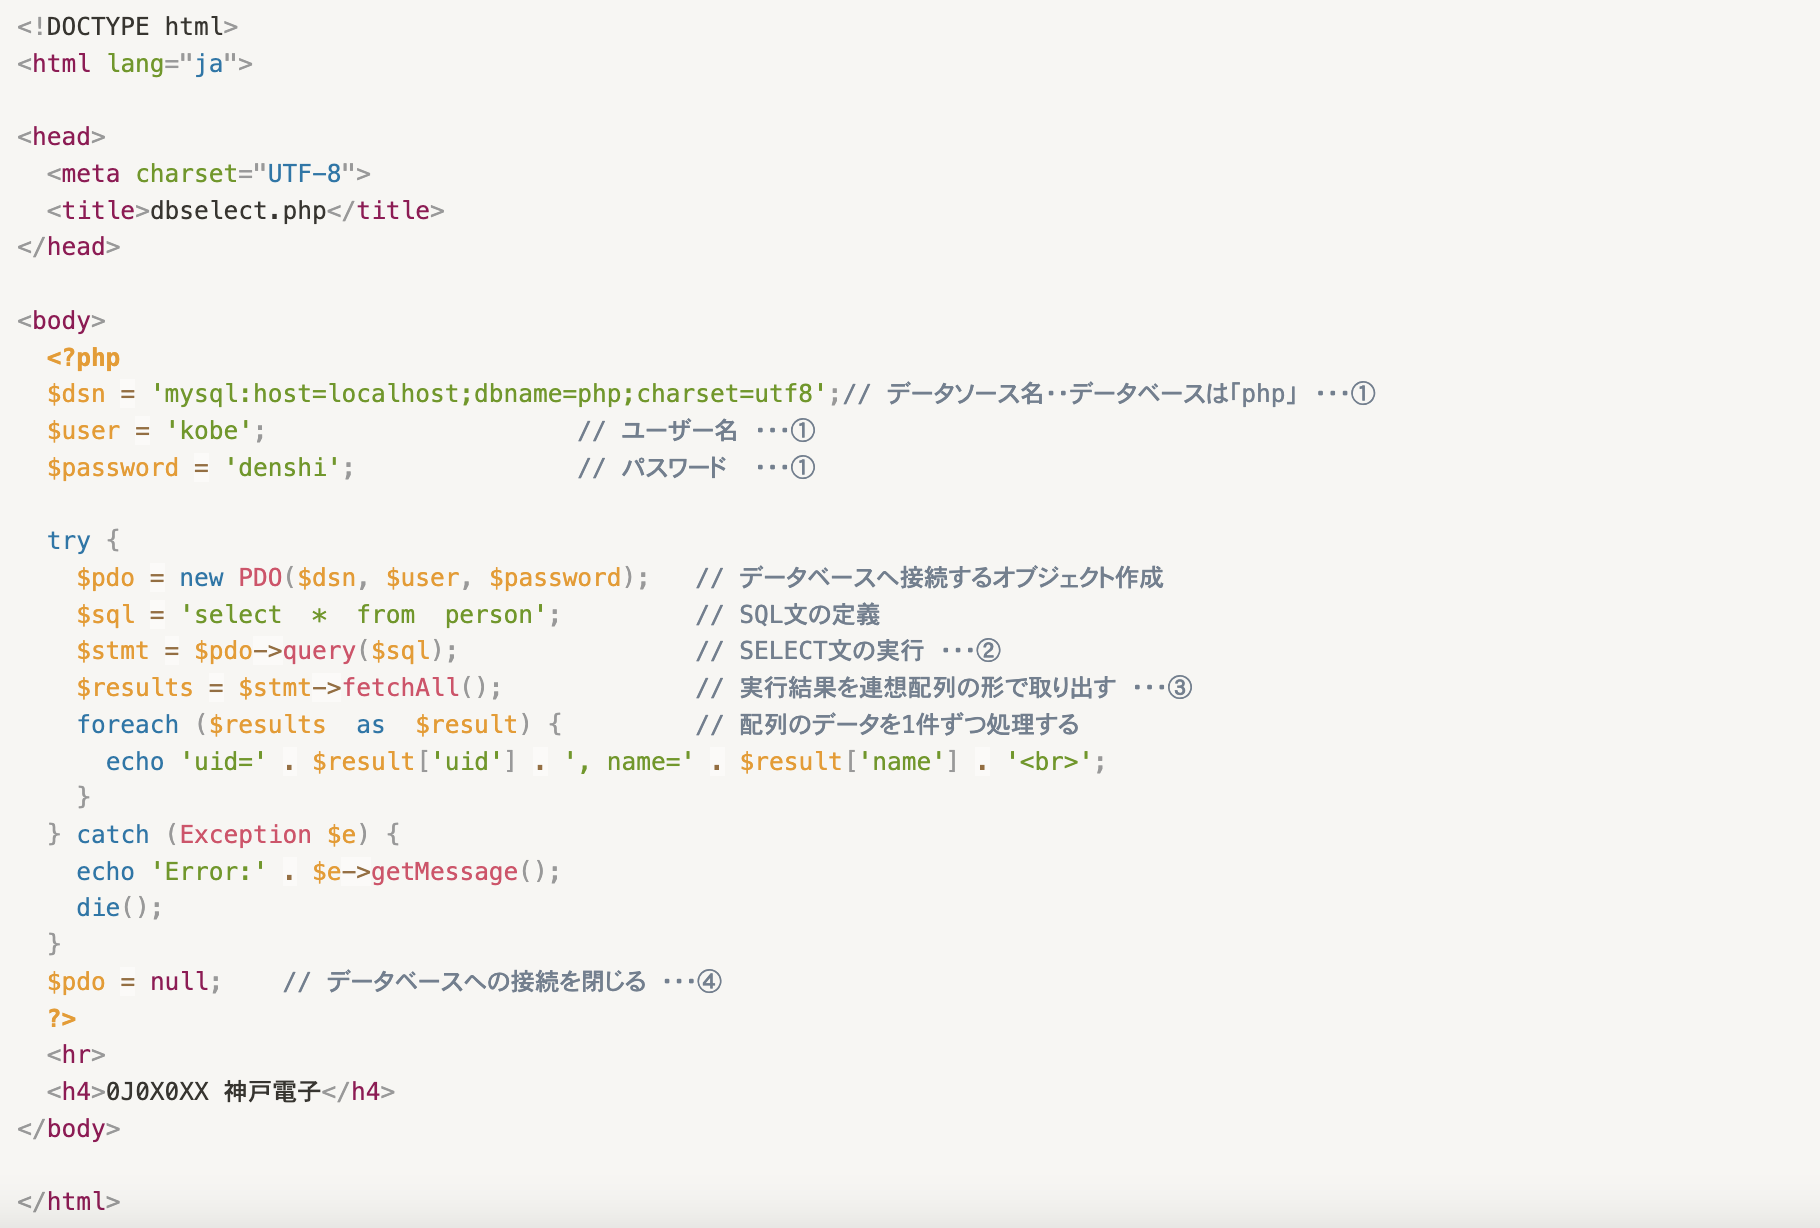 <!DOCTYPE html>
<html lang="ja">
<head>
  <meta charset="UTF-8">
  <title>dbselect.php</title>
</head>
<body>
  <?php
  $dsn = 'mysql:host=localhost;dbname=php;charset=utf8';// データソース名･･データベースは｢php｣ ･･･①
  $user = 'kobe';                     // ユーザー名 ･･･①
  $password = 'denshi';               // パスワード  ･･･①
  try {
    $pdo = new PDO($dsn, $user, $password);   // データベースへ接続するオブジェクト作成
    $sql = 'select  *  from  person';         // SQL文の定義
    $stmt = $pdo->query($sql);                // SELECT文の実行 ･･･②
    $results = $stmt->fetchAll();             // 実行結果を連想配列の形で取り出す ･･･③
    foreach ($results  as  $result) {         // 配列のデータを1件ずつ処理する
      echo 'uid=' . $result['uid'] . ', name=' . $result['name'] . '<br>';
    }
  } catch (Exception $e) {
    echo 'Error:' . $e->getMessage();
    die();
  }
  $pdo = null;    // データベースへの接続を閉じる ･･･④
  ?>
  <hr>
  <h4>0J0X0XX 神戸電子</h4>
</body>
</html>